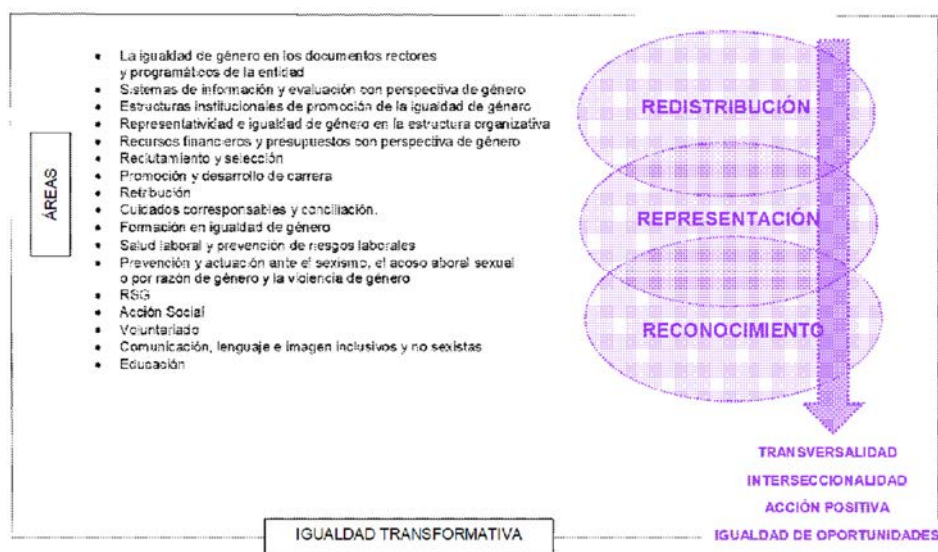 ÁREAS
La igualdad de género en los documentos rectores
y programáticos de la entidad
Sistemas de información y evaluación con perspectiva de género
Estructuras institucionales de promoción de la igualdad de género
Representatividad e igualdad de género en la estructura organizativa
Recursos financieros y presupuestos con perspectiva de género
Reclutamiento y selección
Promoción y desarrollo de carrera
Retribución
Cuidados corresponsables y conciliación.
Formación en igualdad de género
Salud laboral y prevención de riesgos laborales
Prevención y actuación ante el sexismo, el acoso aboral sexual
o por razón de género y la violencia de género
RSG
Acción Social
Voluntariado
Comunicación, lenguaje e imagen inclusivos y no sexistas
Educación
REDISTRIBUCIÓN
REPRESENTACIÓN
RECONOCIMIENTO
TRANSVERSALIDAD
INTERSECCIONALIDAD
ACCIÓN POSITIVA
IGUALDAD DE OPORTUNIDADES
IGUALDAD TRANSFORMATIVA